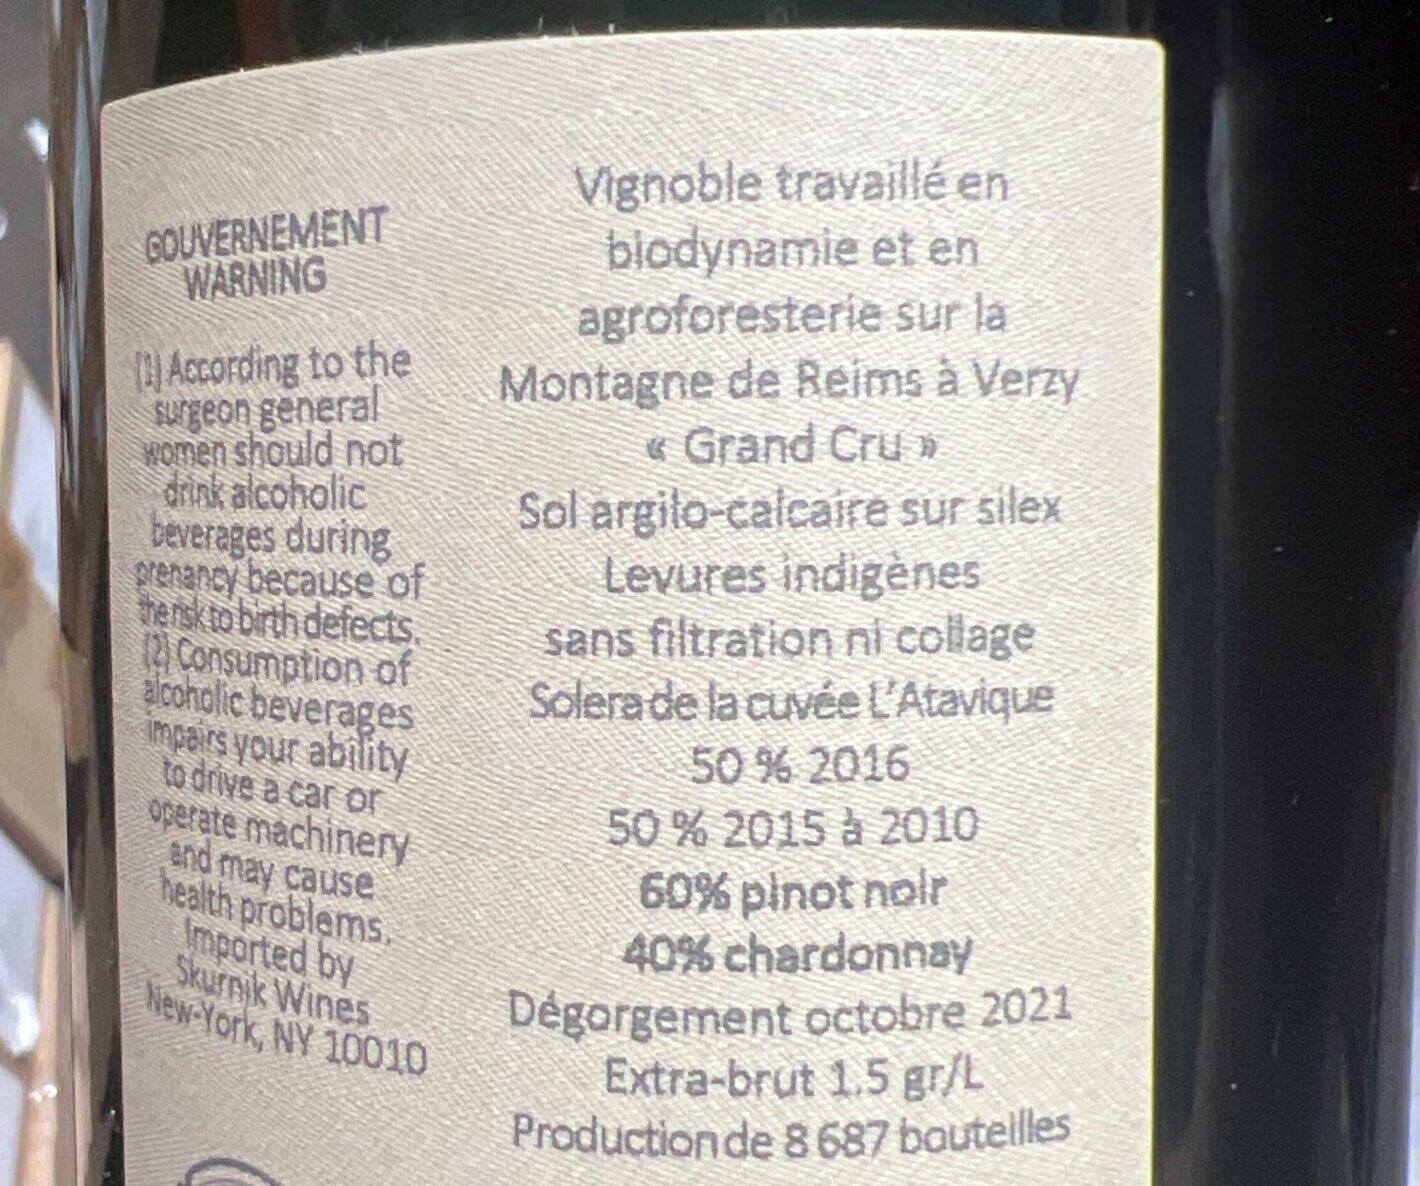 GOUVERNEMENT
WARNING
(1) According to the
surgeon general
women should not
drink alcoholic
beverages during
prenancy because of
the risk to birth defects.
(2) Consumption of
alcoholic beverages
impairs your ability
to drive a car or
operate machinery
and may cause
health problems.
Imported by
Skurnik Wines
New-York, NY 10010
Vignoble travaillé en
biodynamie et en
agroforesterie sur la
Montagne de Reims à Verzy
« Grand Cru »
Sol argilo-calcaire sur silex
Levures indigènes
sans filtration ni collage
Solera de la cuvée L'Atavique
50 % 2016
50 % 2015 à 2010
60% pinot noir
40% chardonnay
Dégorgement octobre 2021
Extra-brut 1.5 gr/L
Production de 8 687 bouteilles